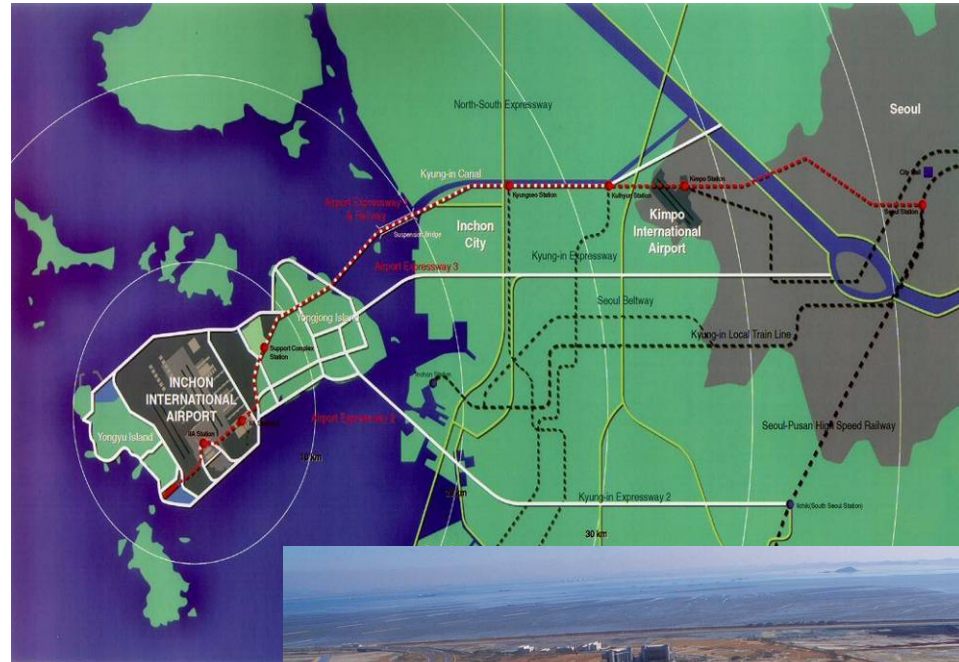 Seoul
North-South Expressway
Kyung-in Canal
City Hall
Kyungseo Station
Kulhyun Station
Kimpo Station
Seoul Station
Airport Expressway
& Railway
Suspension Bridge
Inchon
City
Kimpo
International
Airport
Kyung-in Expressway
Airport Expressway 3
Seoul Beltway
Yongjong Island
Kyung-in Local Train Line
Support Complex
Station
Inchon Station
INCHON
INTERNATIONAL
AIRPORT
Airport Expressway 2
Yongyu Island
IIA Station
Seoul-Pusan High Speed Railway
10 km
20 km
Kyung-in Expressway 2
(South Seoul Station)
30 km